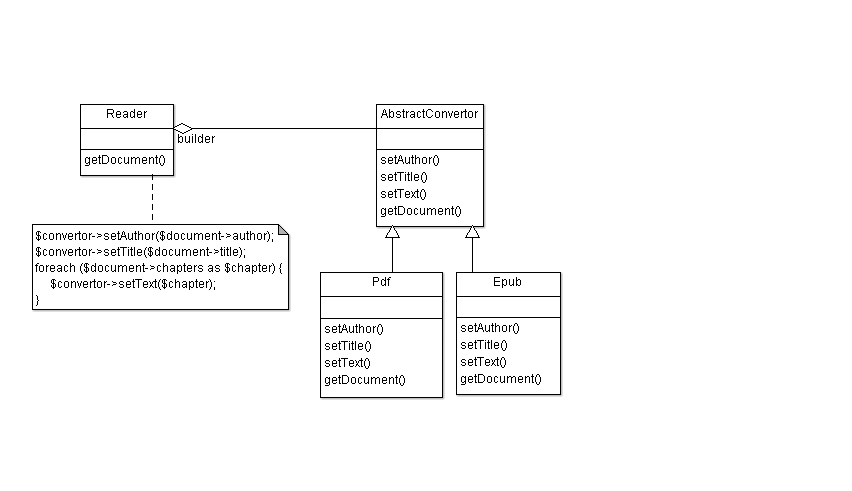 Reader
getDocument()
builder
AbstractConvertor
setAuthor()
setTitle()
setText()
getDocument()
$convertor->setAuthor($document->author);
$convertor->setTitle($document->title);
foreach ($document->chapters as $chapter) {
$convertor->setText($chapter);
}
Pdf
setAuthor()
setTitle()
setText()
getDocument()
Epub
setAuthor()
setTitle()
setText()
getDocument()